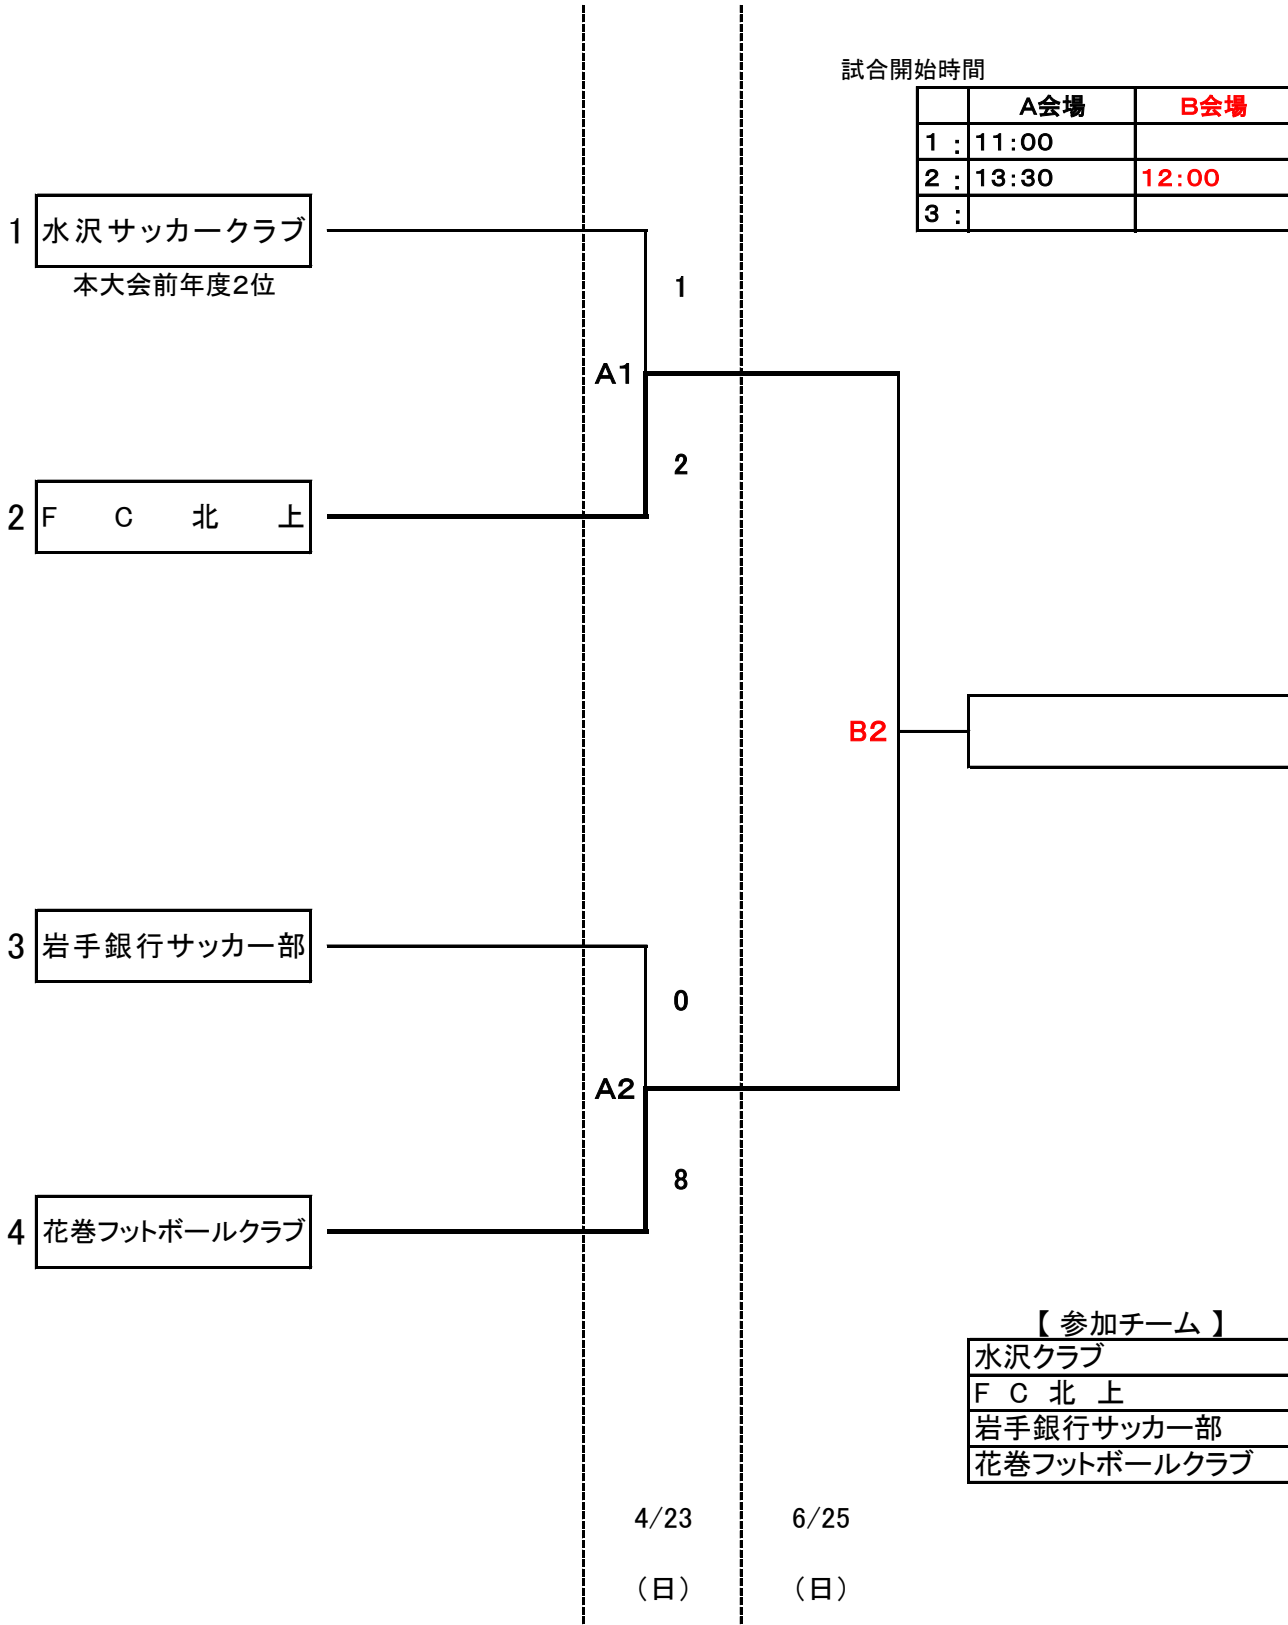 試合開始時間
A会場 B会場
1 : 11:00
2 : 13:30 12:00
3 :
1 水沢サッカークラブ
本大会前年度2位
1
A1
2
2 F C 北 上
B2
3 岩手銀行サッカー部
0
A2
8
4 花巻フットボールクラブ
【 参加チーム 】
水沢クラブ
F C 北 上
岩手銀行サッカー部
花巻フットボールクラブ
4/23 6/25
（日） （日）